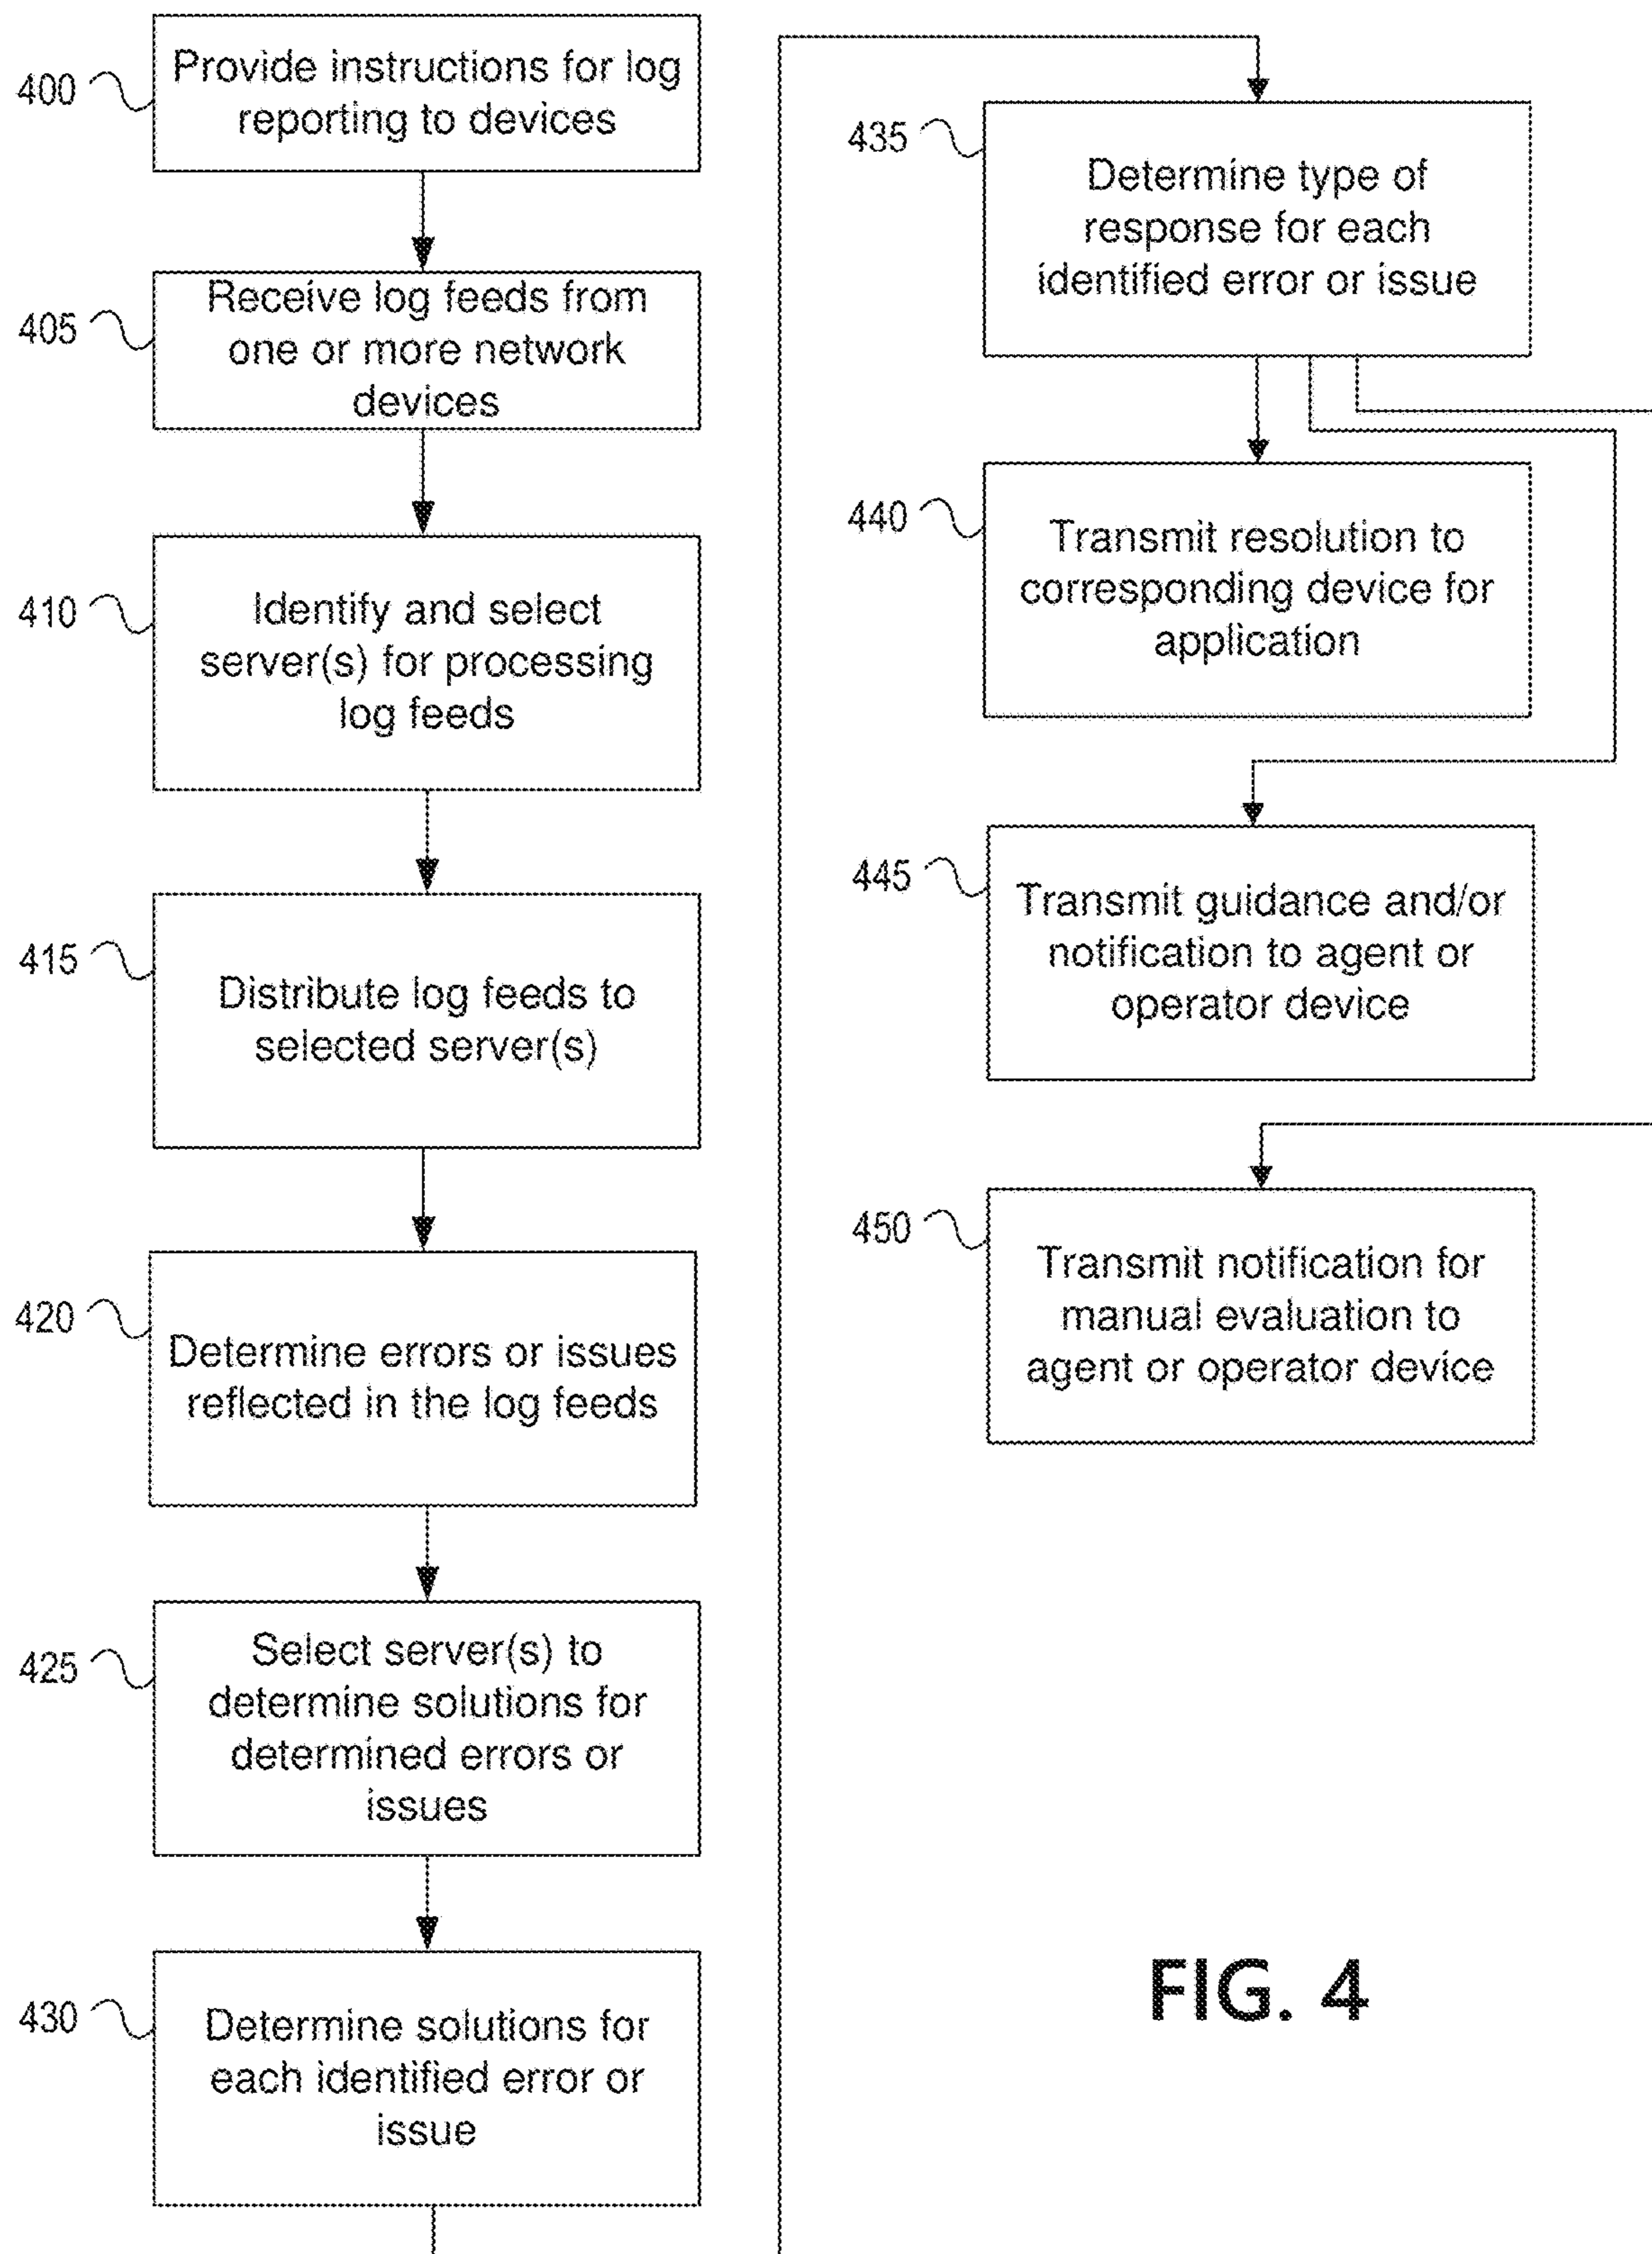 400
Provide instructions for log
reporting to devices
405
Receive log feeds from
one or more network
devices
410
Identify and select
server(s) for processing
log feeds
415
Distribute log feeds to
selected server(s)
420
Determine errors or issues
reflected in the log feeds
425
Select server(s) to
determine solutions for
determined errors or
issues
430
Determine solutions for
each identified error or
issue
435
Determine type of
response for each
identified error or issue
440
Transmit resolution to
corresponding device for
application
445
Transmit guidance and/or
notification to agent or
operator device
450
Transmit notification for
manual evaluation to
agent or operator device
FIG. 4